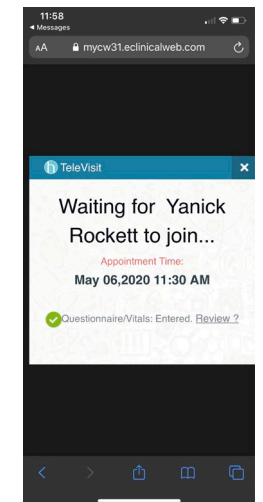 11:58
Messages
AA mycw31.eclinicalweb.com
TeleVisit
Waiting for Yanick
Rockett to join...
Appointment Time:
May 06,2020 11:30 AM
Questionnaire/Vitals: Entered. Review ?